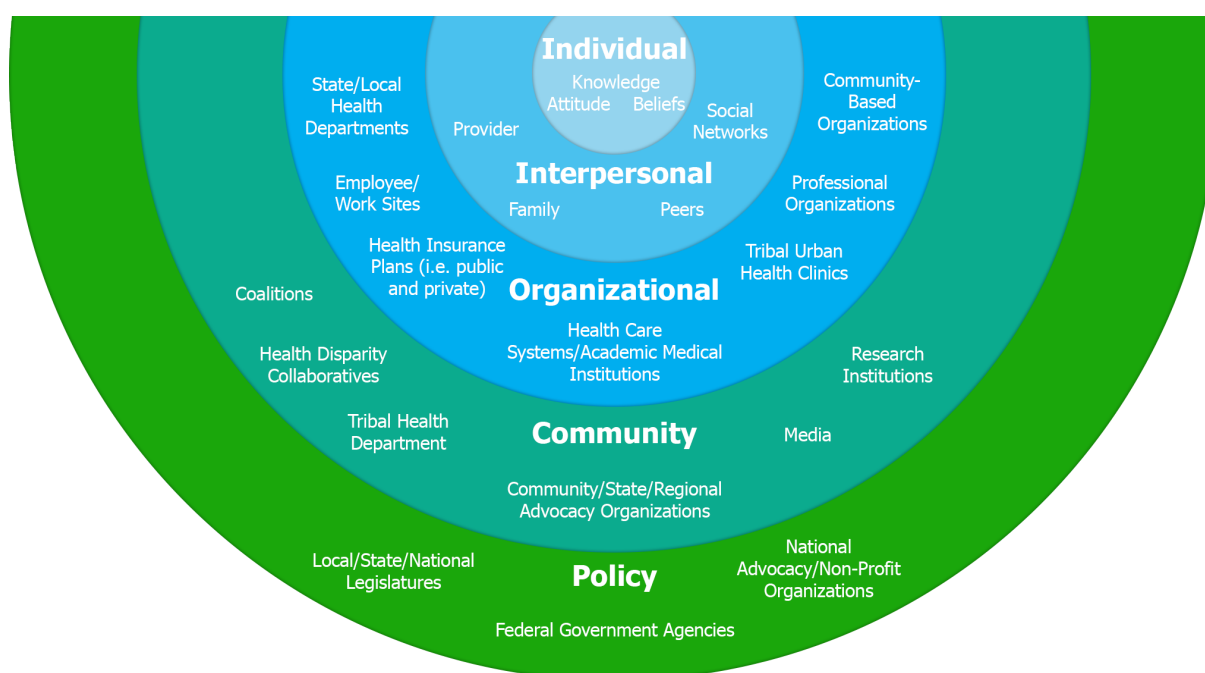 Individual
Knowledge
Attitude Beliefs
Provider
Social
Networks
Interpersonal
Family
Peers
State/Local
Health
Departments
Employee/
Work Sites
Health Insurance
Plans (i.e. public
and private)
Community-
Based
Organizations
Professional
Organizations
Tribal Urban
Health Clinics
Organizational
Health Care
Systems/Academic Medical
Institutions
Coalitions
Health Disparity
Collaboratives
Tribal Health
Department
Research
Institutions
Media
Community
Community/State/Regional
Advocacy Organizations
Local/State/National
Legislatures
Policy
National
Advocacy/Non-Profit
Organizations
Federal Government Agencies